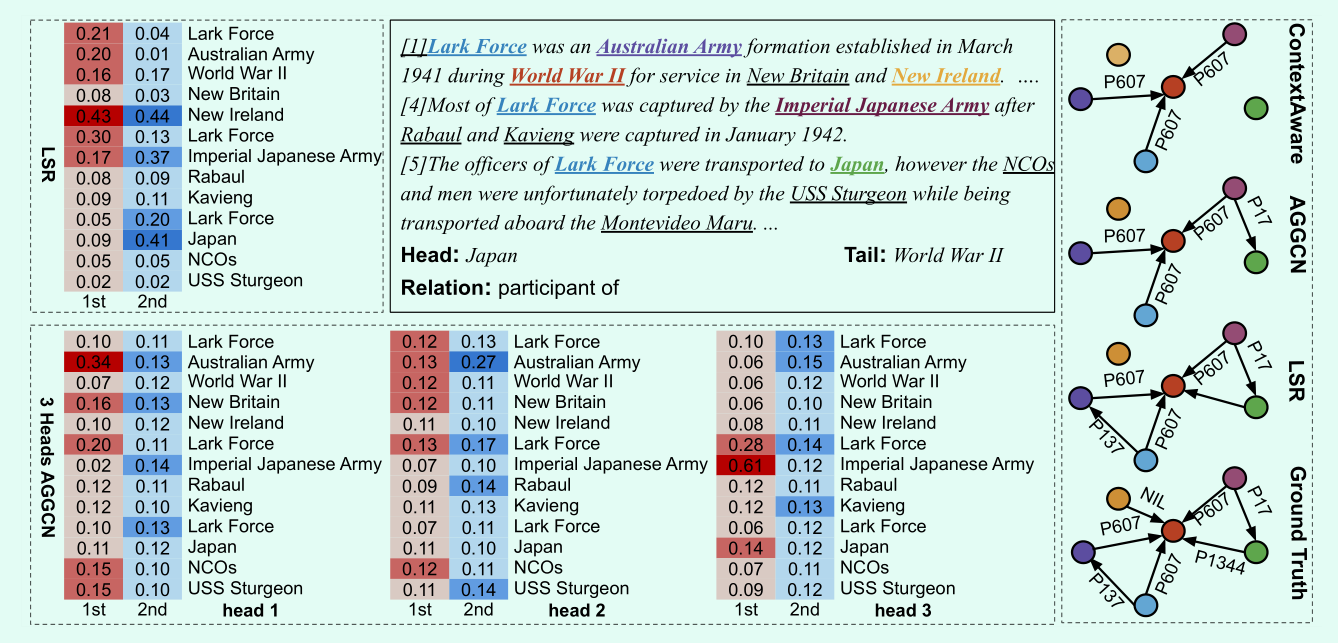 LSR
0.21 0.04 Lark Force
0.20 0.01 Australian Army
0.16 0.17 World War II
0.08 0.03 New Britain
0.43 0.44 New Ireland
0.30 0.13 Lark Force
0.17 0.37 Imperial Japanese Army
0.08 0.09 Rabaul
0.09 0.11 Kavieng
0.05 0.20 Lark Force
0.09 0.41 Japan
0.05 0.05 NCOs
0.02 0.02 USS Sturgeon
1st 2nd
[1]Lark Force was an Australian Army formation established in March
1941 during World War II for service in New Britain and New Ireland. ....
[4]Most of Lark Force was captured by the Imperial Japanese Army after
Rabaul and Kavieng were captured in January 1942.
[5]The officers of Lark Force were transported to Japan, however the NCOs
and men were unfortunately torpedoed by the USS Sturgeon while being
transported aboard the Montevideo Maru. ...
Head: Japan Tail: World War II
Relation: participant of
3 Heads AGGCN
0.10 0.11 Lark Force
0.34 0.13 Australian Army
0.07 0.12 World War II
0.16 0.13 New Britain
0.10 0.12 New Ireland
0.20 0.11 Lark Force
0.02 0.14 Imperial Japanese Army
0.12 0.11 Rabaul
0.12 0.10 Kavieng
0.10 0.13 Lark Force
0.11 0.12 Japan
0.15 0.10 NCOs
0.15 0.10 USS Sturgeon
1st 2nd head 1
0.12 0.13 Lark Force
0.13 0.27 Australian Army
0.12 0.11 World War II
0.12 0.11 New Britain
0.11 0.10 New Ireland
0.13 0.17 Lark Force
0.07 0.10 Imperial Japanese Army
0.09 0.14 Rabaul
0.11 0.13 Kavieng
0.07 0.11 Lark Force
0.11 0.10 Japan
0.12 0.11 NCOs
0.11 0.14 USS Sturgeon
1st 2nd head 2
0.10 0.13 Lark Force
0.06 0.15 Australian Army
0.06 0.12 World War II
0.06 0.10 New Britain
0.08 0.11 New Ireland
0.28 0.14 Lark Force
0.61 0.12 Imperial Japanese Army
0.12 0.11 Rabaul
0.12 0.13 Kavieng
0.06 0.12 Lark Force
0.14 0.12 Japan
0.07 0.11 NCOs
0.09 0.12 USS Sturgeon
1st 2nd head 3
ContextAware
P607
P607
P607
AGGCN
P607
P607
P17
P607
LSR
P607
P607
P17
P137
P607
Ground Truth
NIL
P607
P607
P17
P1344
P137
P607